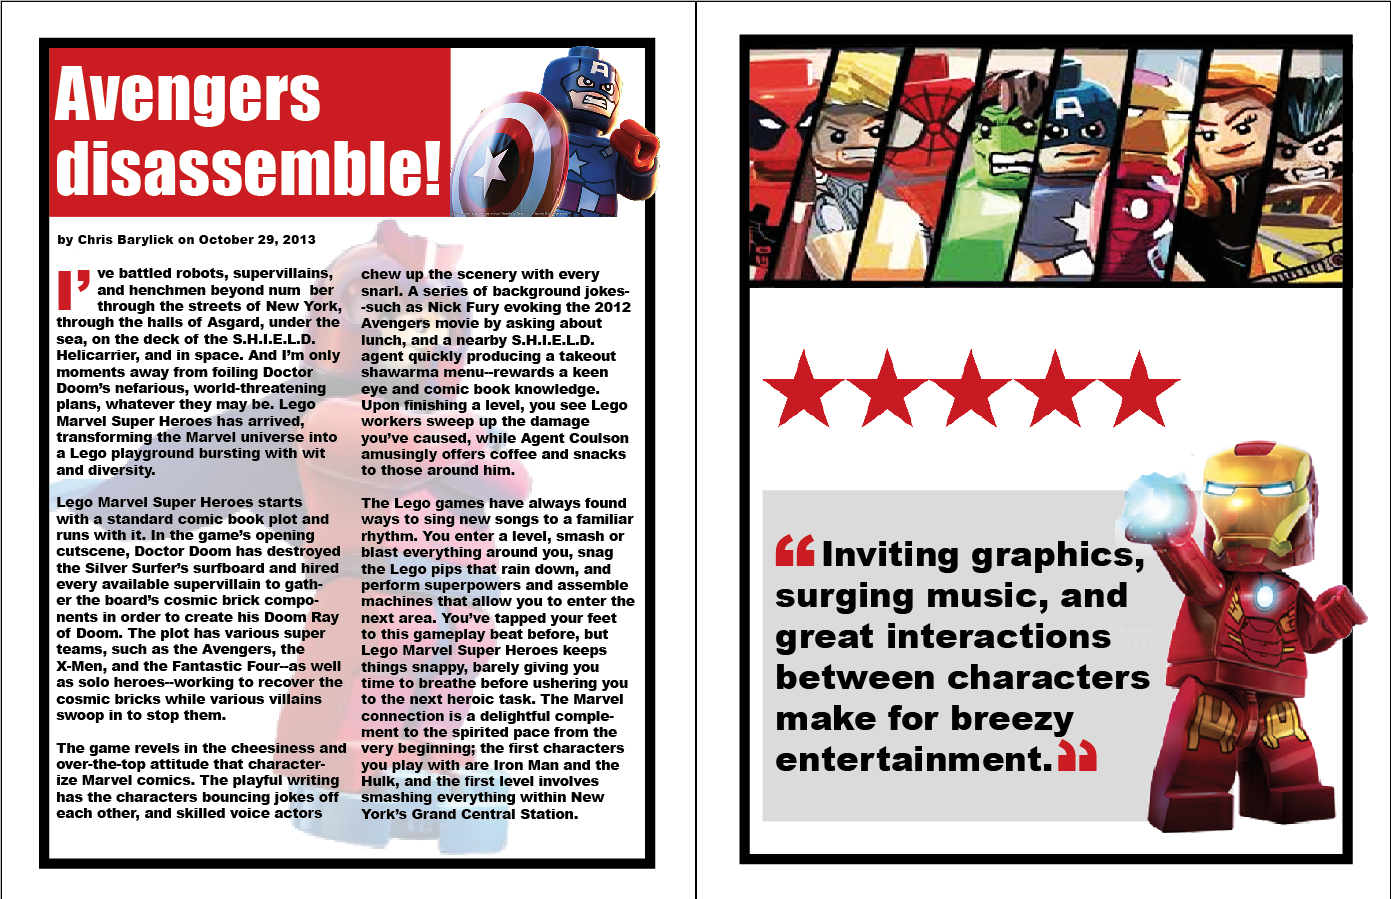 Avengers
disassemble!
by Chris Barylick on October 29, 2013
I’ve battled robots, supervillains,
and henchmen beyond num ber
through the streets of New York,
through the halls of Asgard, under the
sea, on the deck of the S.H.I.E.L.D.
Helicarrier, and in space. And I’m only
moments away from foiling Doctor
Doom’s nefarious, world-threatening
plans, whatever they may be. Lego
Marvel Super Heroes has arrived,
transforming the Marvel universe into
a Lego playground bursting with wit
and diversity.
Lego Marvel Super Heroes starts
with a standard comic book plot and
runs with it. In the game’s opening
cutscene, Doctor Doom has destroyed
the Silver Surfer’s surfboard and hired
every available supervillain to gath-
er the board’s cosmic brick compo-
nents in order to create his Doom Ray
of Doom. The plot has various super
teams, such as the Avengers, the
X-Men, and the Fantastic Four--as well
as solo heroes--working to recover the
cosmic bricks while various villains
swoop in to stop them.
The game revels in the cheesiness and
over-the-top attitude that character-
ize Marvel comics. The playful writing
has the characters bouncing jokes off
each other, and skilled voice actors
chew up the scenery with every
snarl. A series of background jokes-
-such as Nick Fury evoking the 2012
Avengers movie by asking about
lunch, and a nearby S.H.I.E.L.D.
agent quickly producing a takeout
shawarma menu--rewards a keen
eye and comic book knowledge.
Upon finishing a level, you see Lego
workers sweep up the damage
you’ve caused, while Agent Coulson
amusingly offers coffee and snacks
to those around him.
The Lego games have always found
ways to sing new songs to a familiar
rhythm. You enter a level, smash or
blast everything around you, snag
the Lego pips that rain down, and
perform superpowers and assemble
machines that allow you to enter the
next area. You’ve tapped your feet
to this gameplay beat before, but
Lego Marvel Super Heroes keeps
things snappy, barely giving you
time to breathe before ushering you
to the next heroic task. The Marvel
connection is a delightful comple-
ment to the spirited pace from the
very beginning; the first characters
you play with are Iron Man and the
Hulk, and the first level involves
smashing everything within New
York’s Grand Central Station.
A
“Inviting graphics,
surging music, and
great interactions
between characters
make for breezy
entertainment.”